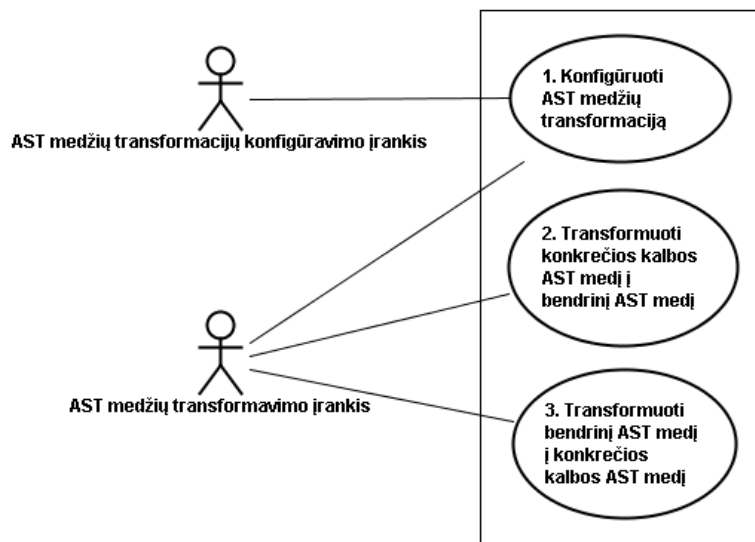 1. Konfigūruoti
AST medžių
transformaciją
AST medžių transformacijų konfigūravimo įrankis
2. Transformuoti
konkrečios kalbos
AST medį į
bendrinį AST medį
AST medžių transformavimo įrankis
3. Transformuoti
bendrinį AST medį
į konkrečios
kalbos AST medį